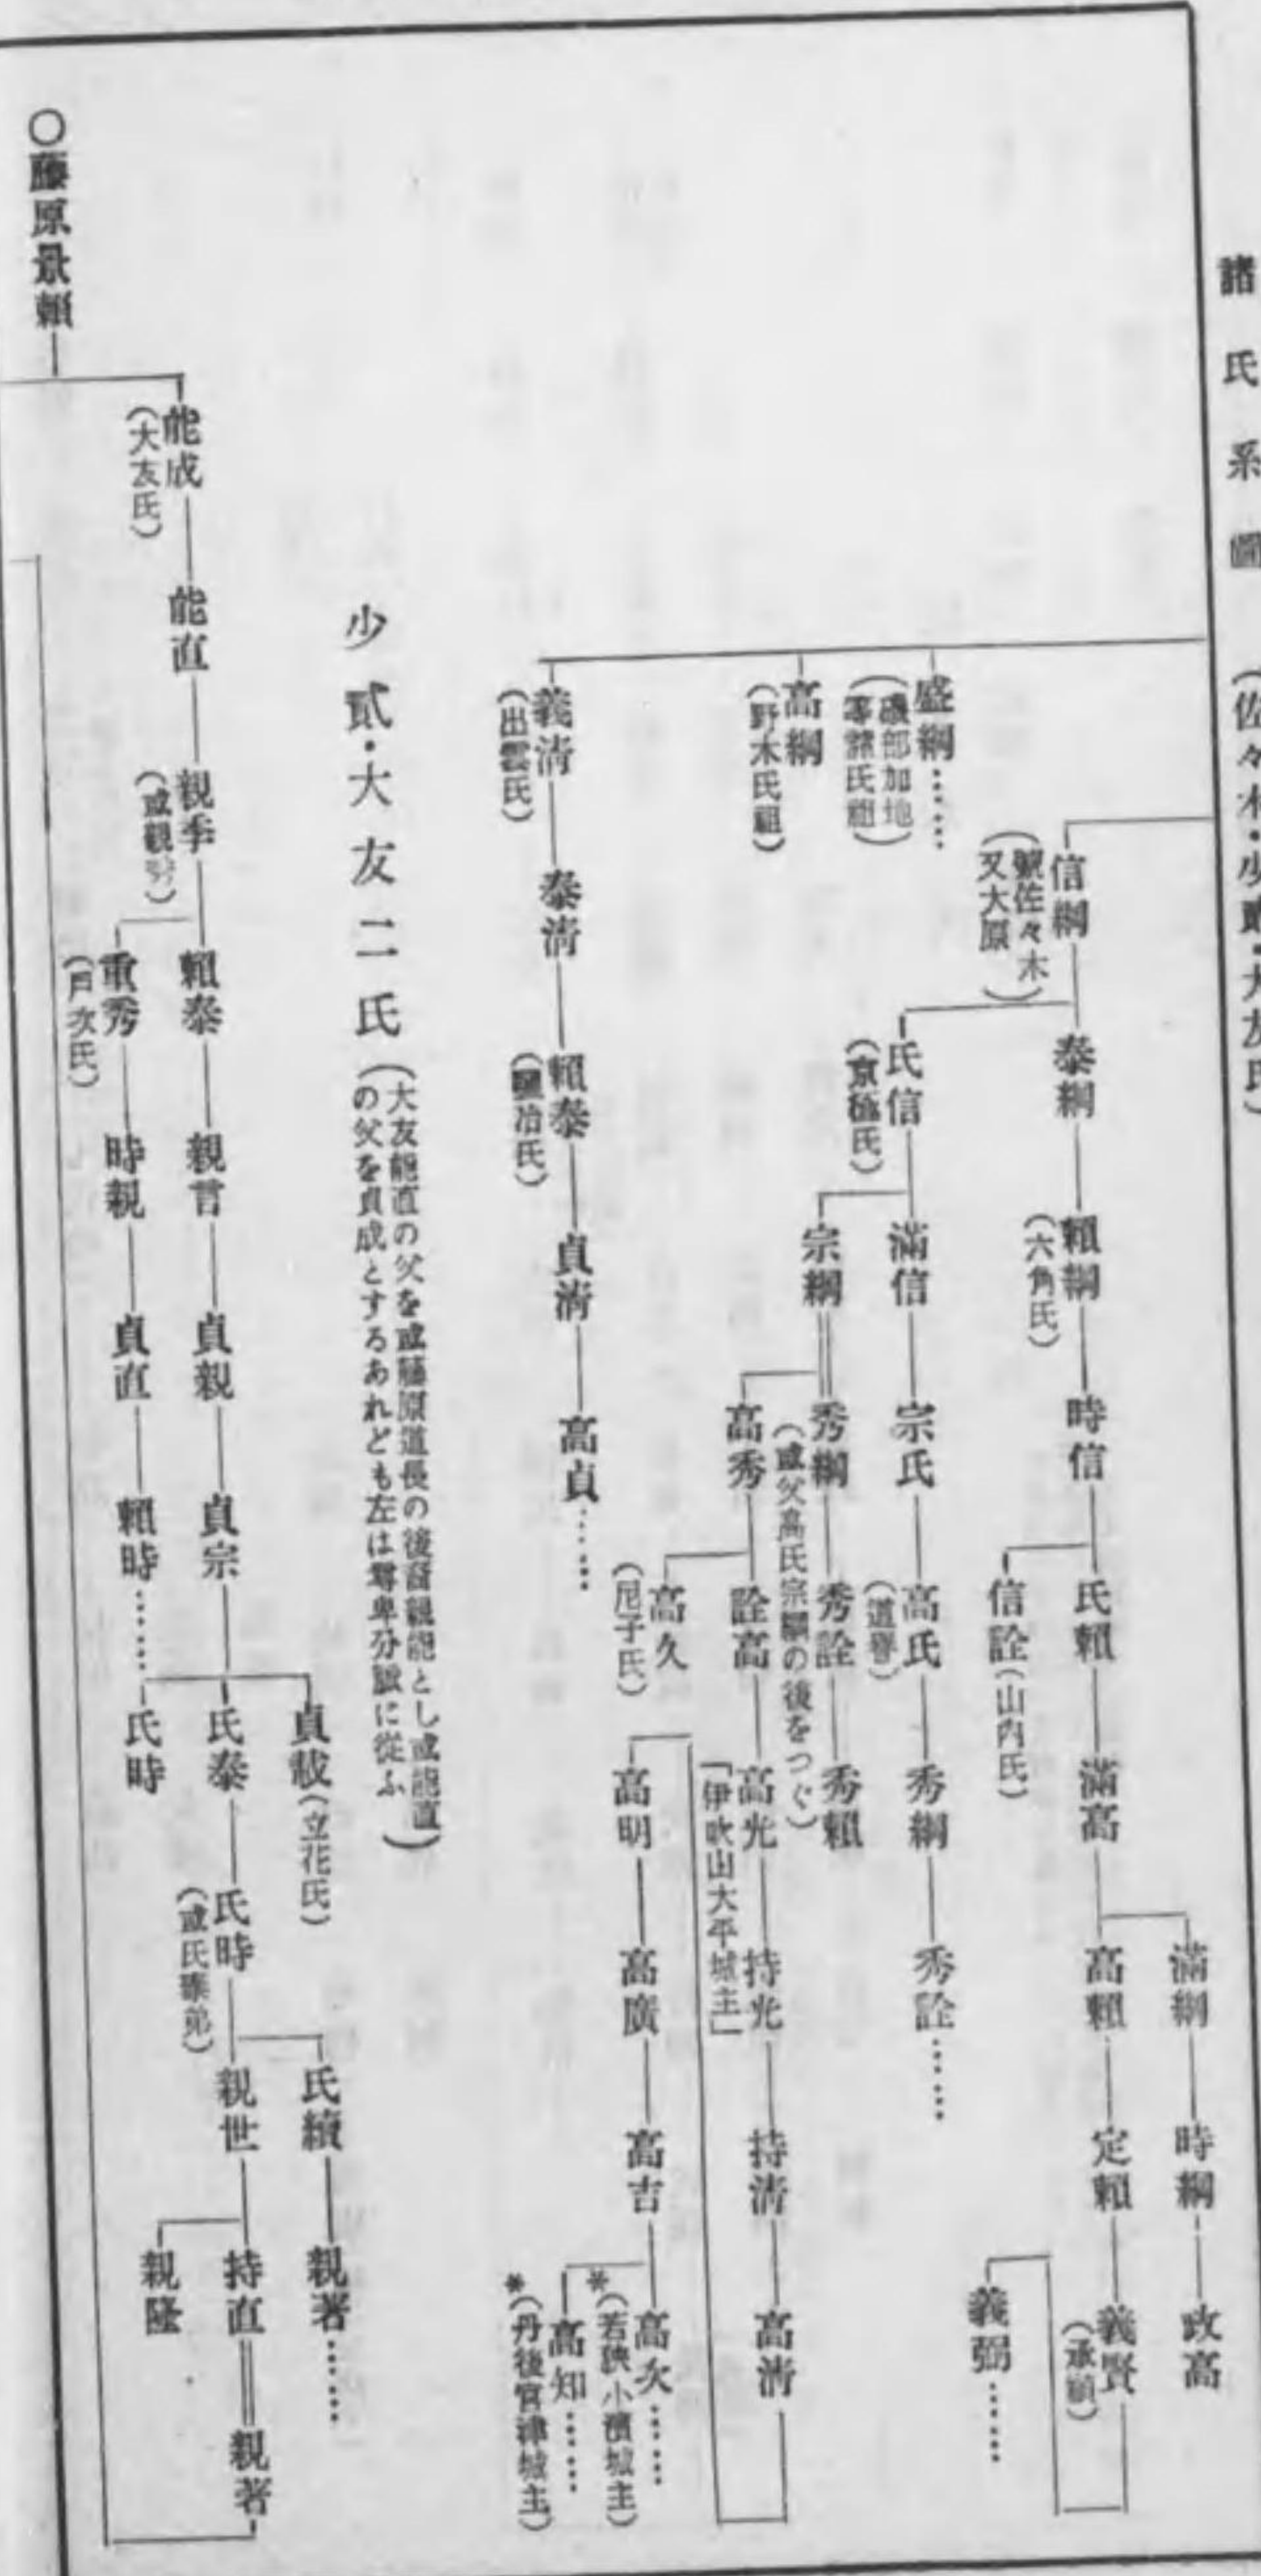 諸氏系圖　（佐々木・少貳・大友氏）
信綱（號佐々木又大原）
泰綱
賴綱（六角氏）
時信
氏賴
滿高
滿綱
時綱
政高
高賴
定賴
義賢（承禎）
義弼……
信詮（山內氏）
氏信（京極氏）
滿信
宗氏
高氏（道譽）
秀綱
秀詮……
宗綱
秀綱（或父高氏宗綱の後をつぐ）
秀詮
秀賴
高秀
詮高
高光「伊吹山大平城主」
持光
持淸
高淸
高明
高廣
高吉
高次……＊（若狹小濱城主）
高知……＊（丹後宮津城主）
高久（尼子氏）
盛綱……（磯部加地等諸氏祖）
高綱（野木氏祖）
義淸（出雲氏）
泰淸
賴泰（鹽冶氏）
貞淸
高貞……
少貳・大友二氏（大友能直の父を或藤原道長の後裔親能とし或能直の父を貞成とするあれども左は尊卑分脈に從ふ）
〇藤原景賴
能成（大友氏）
能直
親季（或親秀）
賴泰
親言
貞親
貞宗
貞載（立花氏）
氏泰
氏時（或氏泰弟）
氏續
親著……
親世
持直
親著
親隆
氏時
重秀（戶次氏）
時親
貞直
賴時……